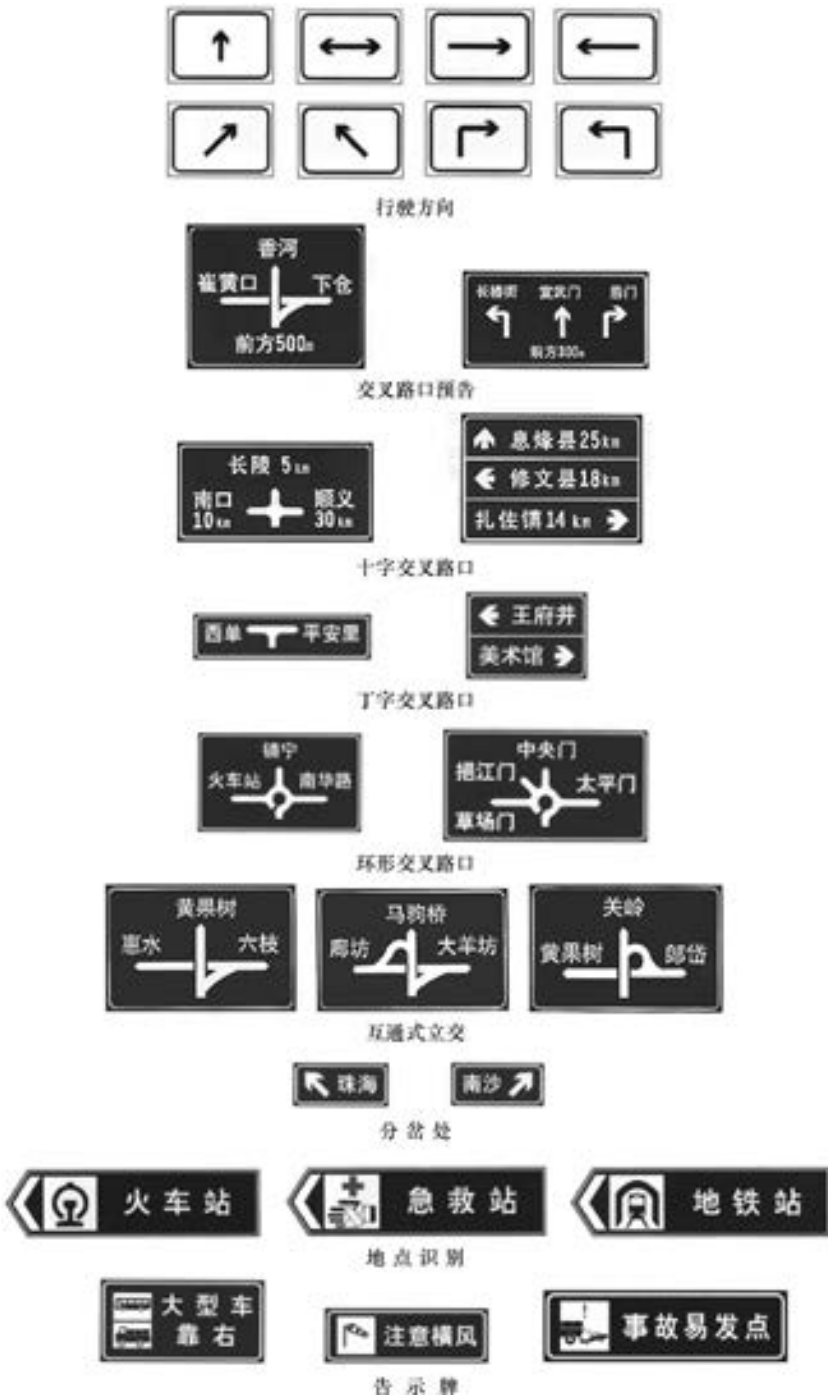 行驶方向
香河
崔黄口 下仓
前方500m
长椿街 宣武门 后门
前方300m
交叉路口预告
长陵 5km
南口 顺义
10km 30km
息烽县25km
修文县18km
扎佐镇14km
十字交叉路口
西单 平安里
王府井
美术馆
丁字交叉路口
镇宁
火车站 南华路
中央门
挹江门 太平门
草场门
环形交叉路口
黄果树
惠水 六枝
马驹桥
廊坊 大羊坊
关岭
黄果树 郎岱
互通式立交
珠海
南沙
分岔处
火车站
急救站
地铁站
地点识别
大型车
靠右
注意横风
事故易发点
告示牌